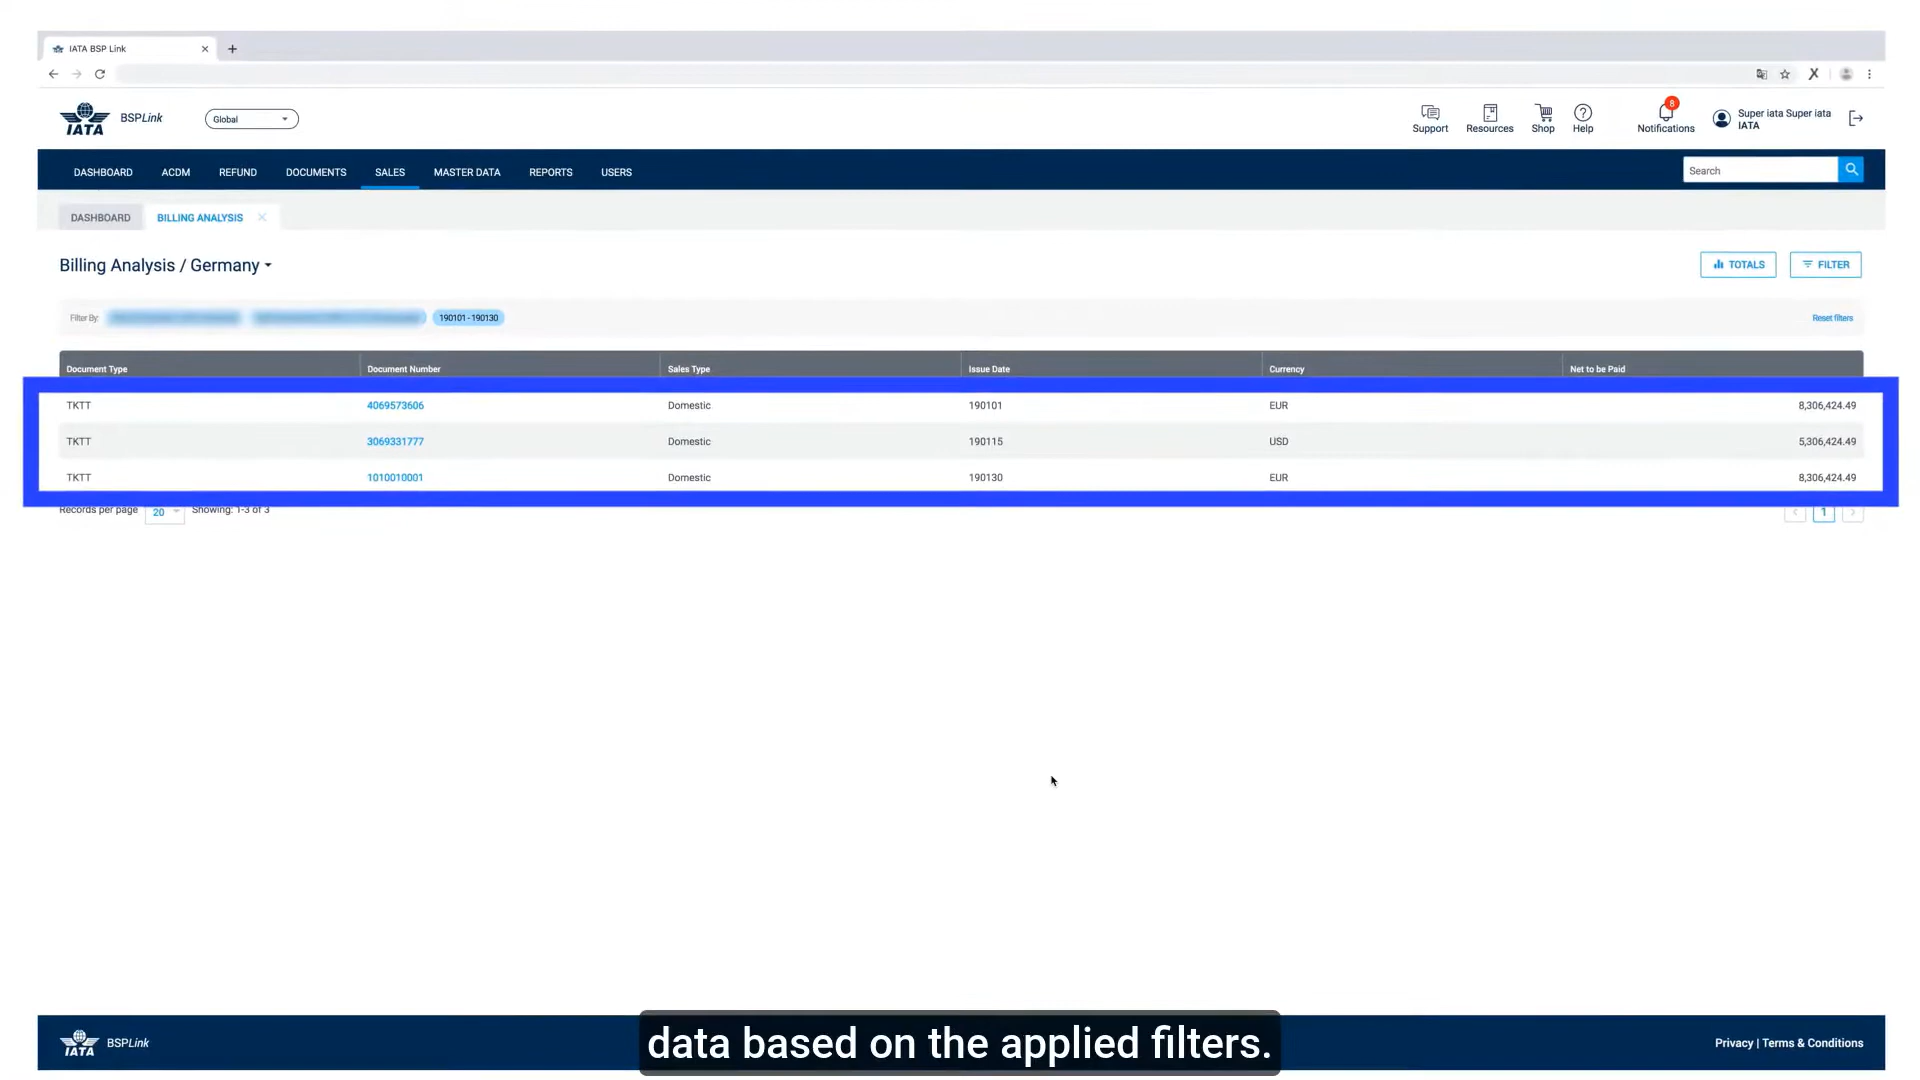 IATA BSP Link
IATA
BSPLink
Global
Support
Resources
Shop
Help
8
Notifications
Super iata Super iata
IATA
DASHBOARD ACDM REFUND DOCUMENTS SALES MASTER DATA REPORTS USERS
Search
DASHBOARD BILLING ANALYSIS
Billing Analysis / Germany
TOTALS FILTER
Filter By: 190101 - 190130 Reset filters
Document Type Document Number Sales Type Issue Date Currency Net to be Paid
TKTT 4069573606 Domestic 190101 EUR 8,306,424.49
TKTT 3069331777 Domestic 190115 USD 5,306,424.49
TKTT 1010010001 Domestic 190130 EUR 8,306,424.49
Records per page 20 Showing: 1-3 of 3 1
IATA
BSPLink
data based on the applied filters.
Privacy | Terms & Conditions